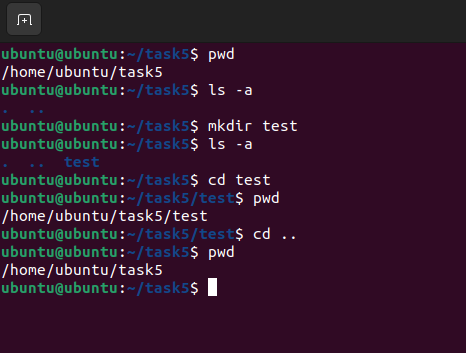 ubuntu@ubuntu:~/task5$ pwd
/home/ubuntu/task5
ubuntu@ubuntu:~/task5$ ls -a
.  ..
ubuntu@ubuntu:~/task5$ mkdir test
ubuntu@ubuntu:~/task5$ ls -a
.  ..  test
ubuntu@ubuntu:~/task5$ cd test
ubuntu@ubuntu:~/task5/test$ pwd
/home/ubuntu/task5/test
ubuntu@ubuntu:~/task5/test$ cd ..
ubuntu@ubuntu:~/task5$ pwd
/home/ubuntu/task5
ubuntu@ubuntu:~/task5$